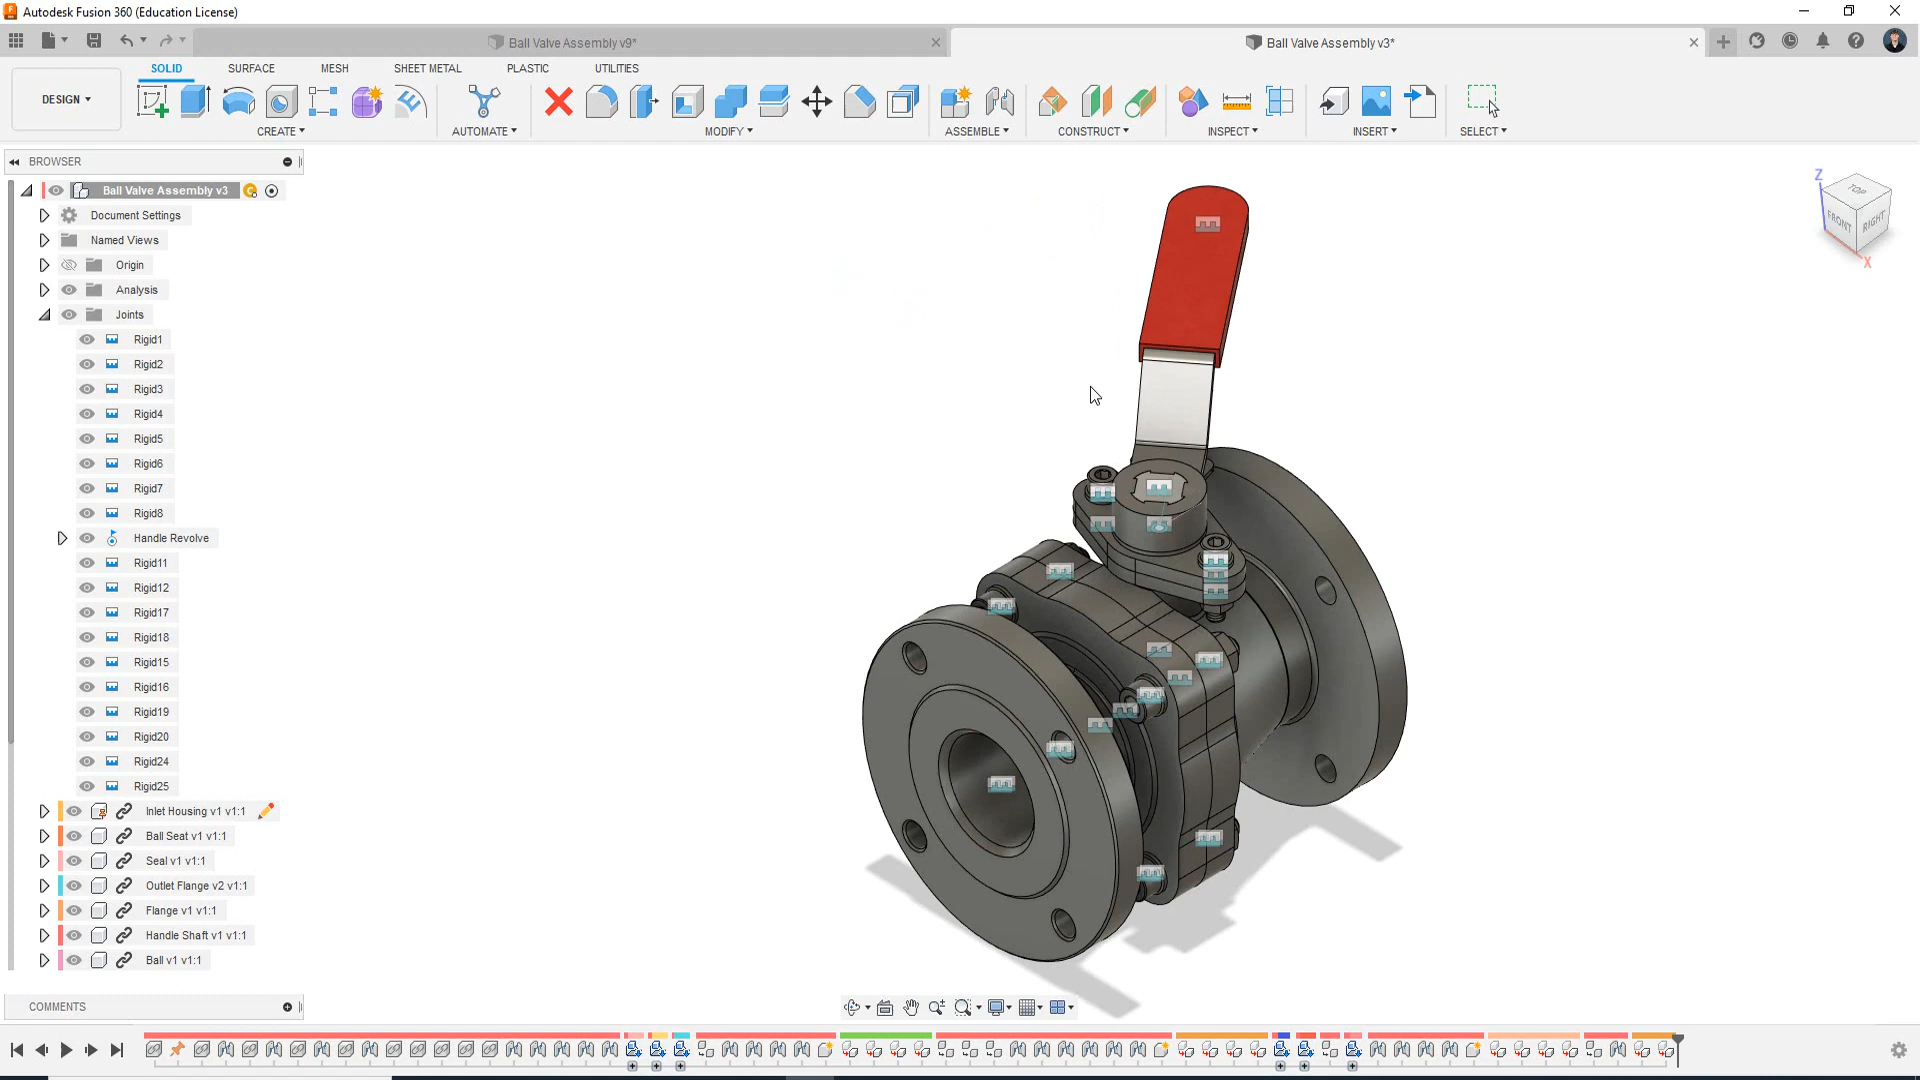 Autodesk Fusion 360 (Education License)
Ball Valve Assembly v9*
Ball Valve Assembly v3*
SOLID
SURFACE
MESH
SHEET METAL
PLASTIC
UTILITIES
DESIGN
CREATE
AUTOMATE
MODIFY
ASSEMBLE
CONSTRUCT
INSPECT
INSERT
SELECT
BROWSER
Ball Valve Assembly v3
Document Settings
Named Views
Origin
Analysis
Joints
Rigid1
Rigid2
Rigid3
Rigid4
Rigid5
Rigid6
Rigid7
Rigid8
Handle Revolve
Rigid11
Rigid12
Rigid17
Rigid18
Rigid15
Rigid16
Rigid19
Rigid20
Rigid24
Rigid25
Inlet Housing v1 v1:1
Ball Seat v1 v1:1
Seal v1 v1:1
Outlet Flange v2 v1:1
Flange v1 v1:1
Handle Shaft v1 v1:1
Ball v1 v1:1
COMMENTS
Z
TOP
FRONT
RIGHT
X